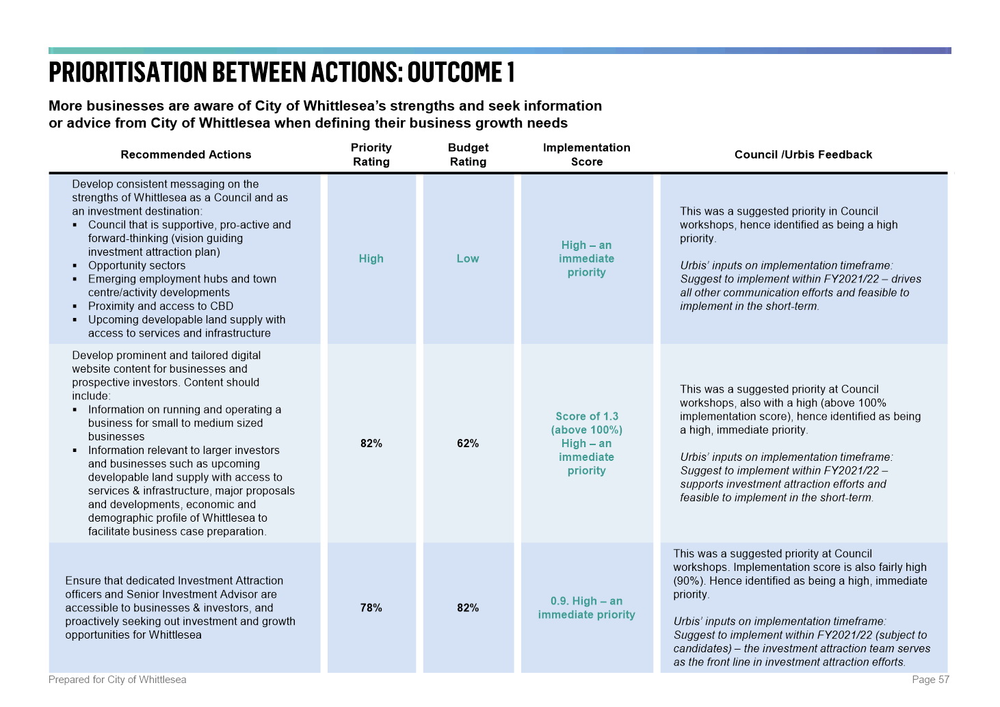 PRIORITISATION BETWEEN ACTIONS: OUTCOME 1
More businesses are aware of City of Whittlesea’s strengths and seek information
or advice from City of Whittlesea when defining their business growth needs
Recommended Actions
Priority
Rating
Budget
Rating
Implementation
Score
Council /Urbis Feedback
Develop consistent messaging on the
strengths of Whittlesea as a Council and as
an investment destination:
▪ Council that is supportive, pro-active and
forward-thinking (vision guiding
investment attraction plan)
▪ Opportunity sectors
▪ Emerging employment hubs and town
centre/activity developments
▪ Proximity and access to CBD
▪ Upcoming developable land supply with
access to services and infrastructure
High
Low
High – an
immediate
priority
This was a suggested priority in Council
workshops, hence identified as being a high
priority.
Urbis’ inputs on implementation timeframe:
Suggest to implement within FY2021/22 – drives
all other communication efforts and feasible to
implement in the short-term.
Develop prominent and tailored digital
website content for businesses and
prospective investors. Content should
include:
▪ Information on running and operating a
business for small to medium sized
businesses
▪ Information relevant to larger investors
and businesses such as upcoming
developable land supply with access to
services & infrastructure, major proposals
and developments, economic and
demographic profile of Whittlesea to
facilitate business case preparation.
82%
62%
Score of 1.3
(above 100%)
High – an
immediate
priority
This was a suggested priority at Council
workshops, also with a high (above 100%
implementation score), hence identified as being
a high, immediate priority.
Urbis’ inputs on implementation timeframe:
Suggest to implement within FY2021/22 –
supports investment attraction efforts and
feasible to implement in the short-term.
Ensure that dedicated Investment Attraction
officers and Senior Investment Advisor are
accessible to businesses & investors, and
proactively seeking out investment and growth
opportunities for Whittlesea
78%
82%
0.9. High – an
immediate priority
This was a suggested priority at Council
workshops. Implementation score is also fairly high
(90%). Hence identified as being a high, immediate
priority.
Urbis’ inputs on implementation timeframe:
Suggest to implement within FY2021/22 (subject to
candidates) – the investment attraction team serves
as the front line in investment attraction efforts.
Prepared for City of Whittlesea
Page 57